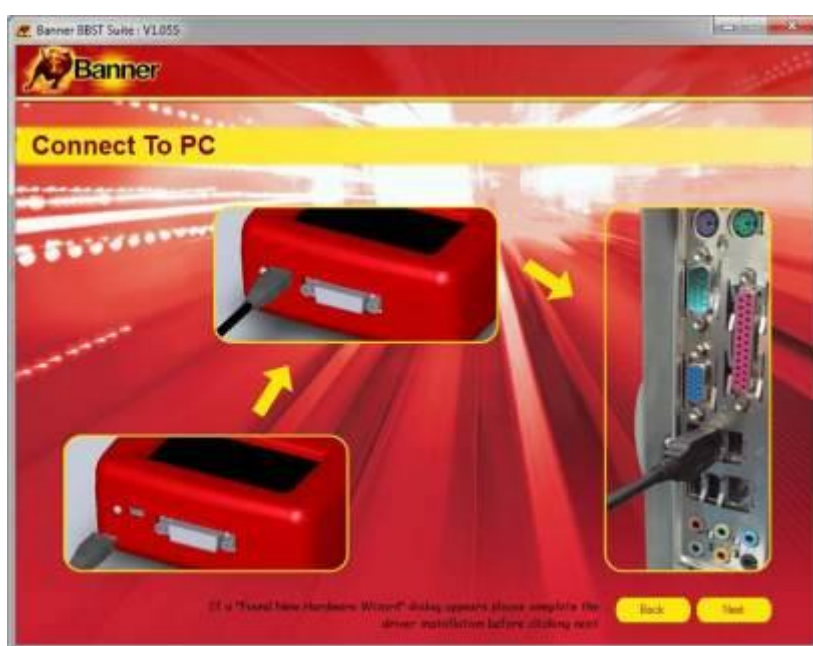 Banner BBST Suite : V1.05S
Banner
Connect To PC
If a "Found New Hardware Wizard" dialog appears please complete the
driver installation before clicking next
Back
Next